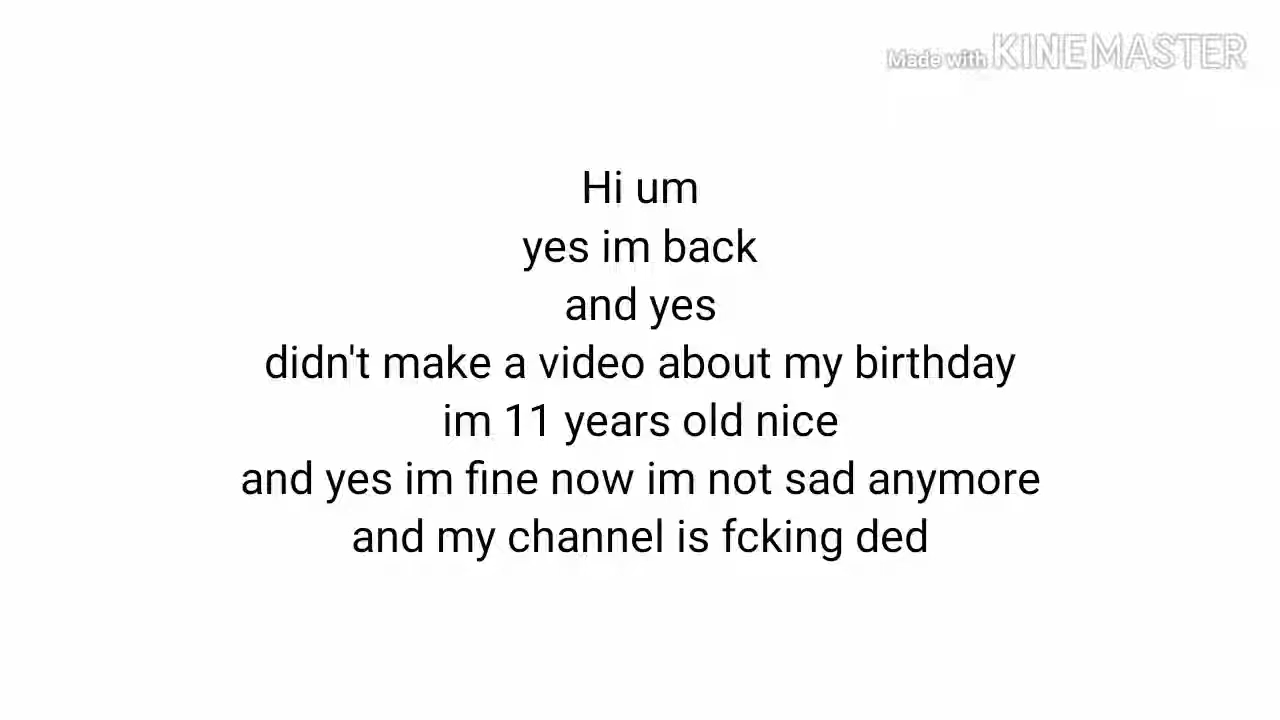 Made with KINEMASTER
Hi um
yes im back
and yes
didn't make a video about my birthday
im 11 years old nice
and yes im fine now im not sad anymore
and my channel is fcking ded